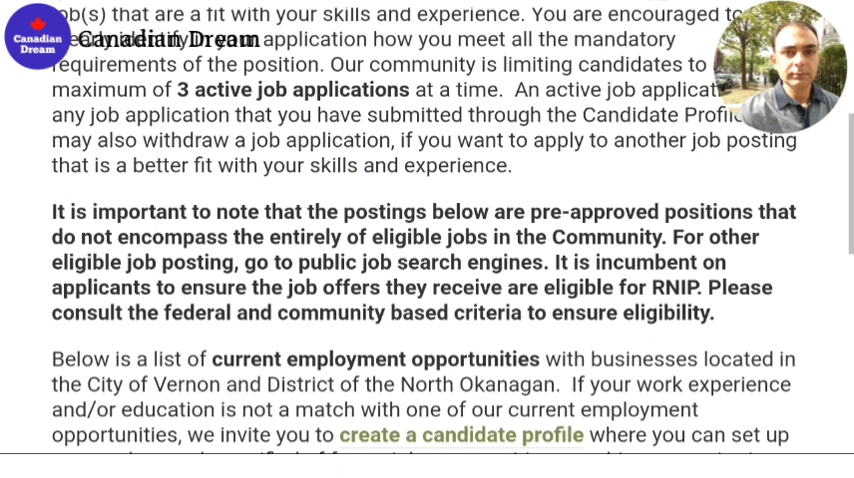 ob(s) that are a fit with your skills and experience. You are encouraged to
Canadian Dream
Canadian Dream
identify in your application how you meet all the mandatory
requirements of the position. Our community is limiting candidates to
maximum of 3 active job applications at a time. An active job applicat
any job application that you have submitted through the Candidate Profile
may also withdraw a job application, if you want to apply to another job posting
that is a better fit with your skills and experience.
It is important to note that the postings below are pre-approved positions that
do not encompass the entirely of eligible jobs in the Community. For other
eligible job posting, go to public job search engines. It is incumbent on
applicants to ensure the job offers they receive are eligible for RNIP. Please
consult the federal and community based criteria to ensure eligibility.
Below is a list of current employment opportunities with businesses located in
the City of Vernon and District of the North Okanagan. If your work experience
and/or education is not a match with one of our current employment
opportunities, we invite you to create a candidate profile where you can set up